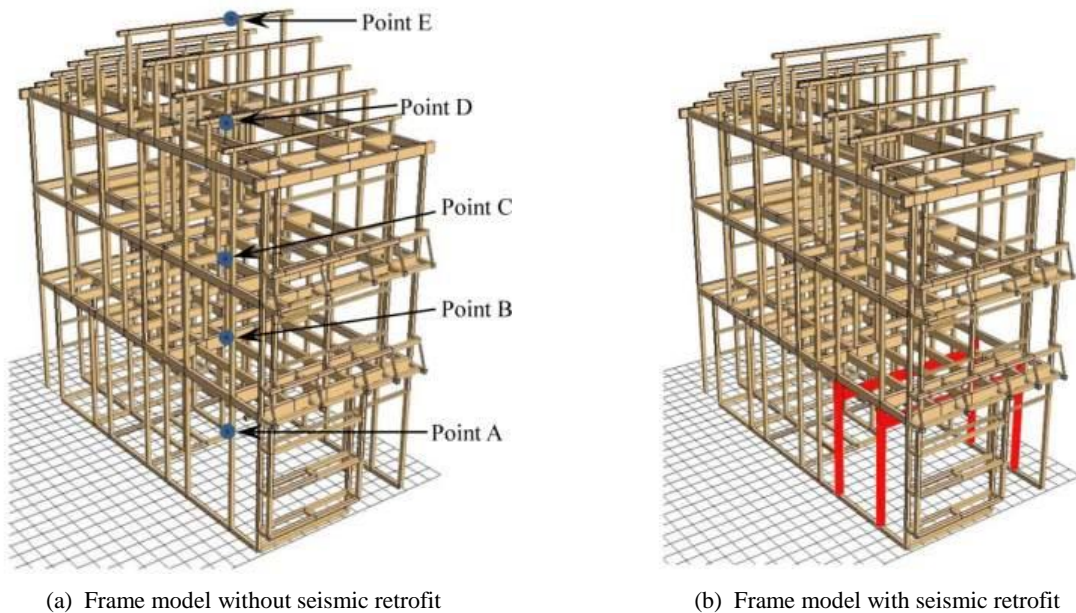 Point E
Point D
Point C
Point B
Point A
(a) Frame model without seismic retrofit
(b) Frame model with seismic retrofit